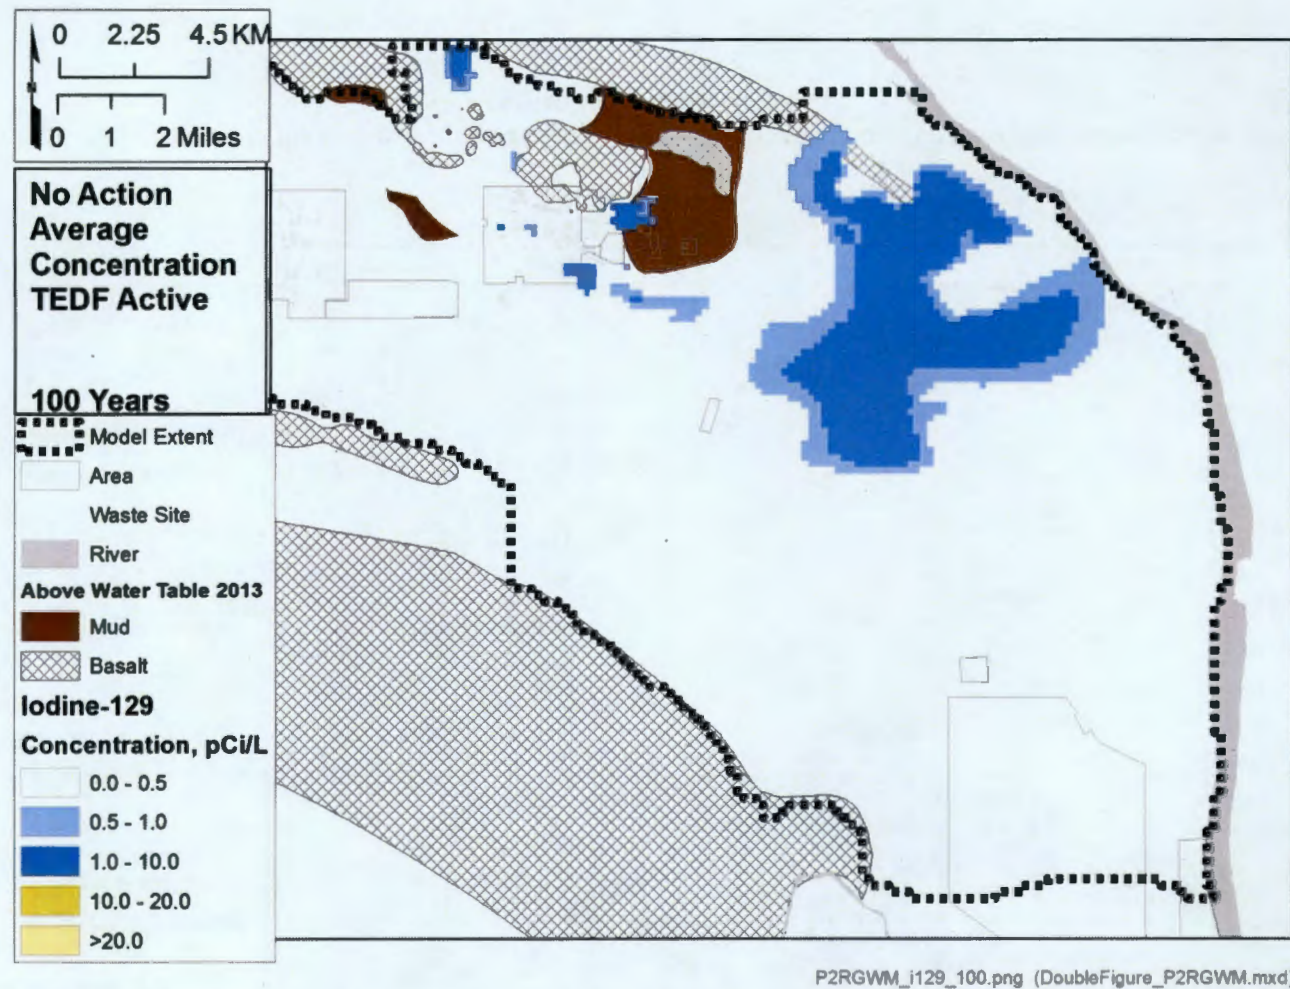 0 2.25 4.5 KM
0 1 2 Miles
No Action
Average
Concentration
TEDF Active
100 Years
Model Extent
Area
Waste Site
River
Above Water Table 2013
Mud
Basalt
Iodine-129
Concentration, pCi/L
0.0 - 0.5
0.5 - 1.0
1.0 - 10.0
10.0 - 20.0
>20.0
P2RGWM_i129_100.png (DoubleFigure_P2RGWM.mxd)